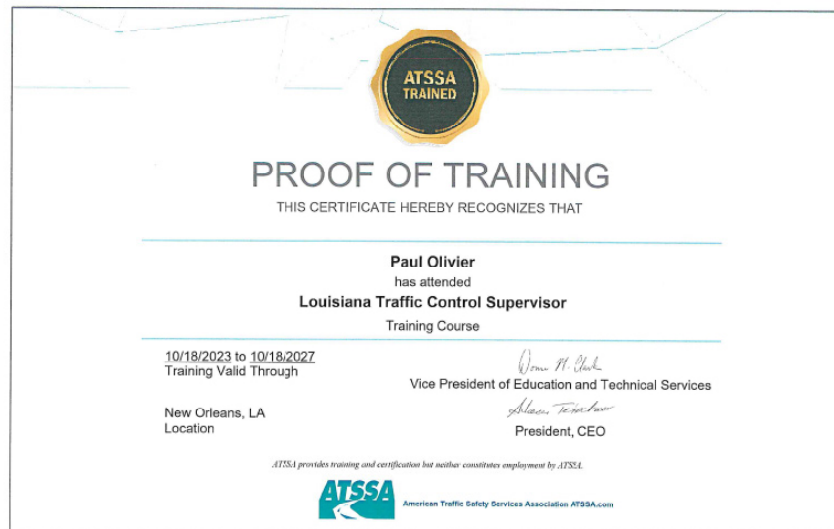 ATSSA
TRAINED
PROOF OF TRAINING
THIS CERTIFICATE HEREBY RECOGNIZES THAT
Paul Olivier
has attended
Louisiana Traffic Control Supervisor
Training Course
10/18/2023 to 10/18/2027
Training Valid Through
Vice President of Education and Technical Services
New Orleans, LA
Location
President, CEO
ATSSA provides training and certification but neither constitutes employment by ATSSA.
ATSSA
American Traffic Safety Services Association ATSSA.com